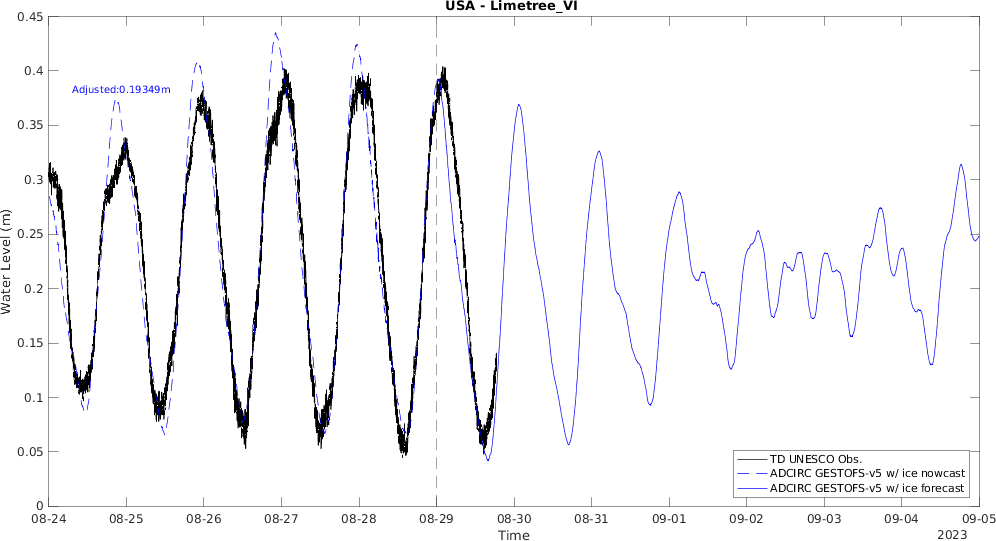 USA - Limetree_VI
0.45
0.4
Adjusted:0.19349m
0.35
0.3
0.25
0.2
0.15
0.1
0.05
0
Water Level (m)
TD UNESCO Obs.
ADCIRC GESTOFS-v5 w/ ice nowcast
ADCIRC GESTOFS-v5 w/ ice forecast
08-24 08-25 08-26 08-27 08-28 08-29 08-30 08-31 09-01 09-02 09-03 09-04 09-05
Time
2023